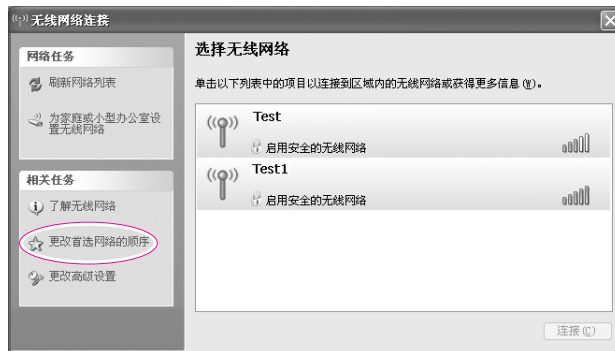 无线网络连接
网络任务
刷新网络列表
为家庭或小型办公室设
置无线网络
相关任务
了解无线网络
更改首选网络的顺序
更改高级设置
选择无线网络
单击以下列表中的项目以连接到区域内的无线网络或获得更多信息(W)。
Test
启用安全的无线网络
Test1
启用安全的无线网络
连接(C)